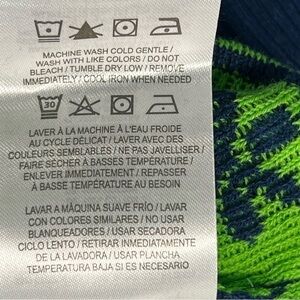 MACHINE WASH COLD GENTLE /
WASH WITH LIKE COLORS / DO NOT
BLEACH / TUMBLE DRY LOW / REMOVE
IMMEDIATELY / COOL IRON WHEN NEEDED
30
LAVER À LA MACHINE À L'EAU FROIDE
AU CYCLE DÉLICAT / LAVER AVEC DES
COULEURS SEMBLABLES / NE PAS JAVELLISER /
FAIRE SÉCHER À BASSES TEMPÉRATURE /
ENLEVER IMMEDIATEMENT / REPASSER
À BASSE TEMPÉRATURE AU BESOIN
LAVAR A MÁQUINA SUAVE FRÍO / LAVAR
CON COLORES SIMILARES / NO USAR
BLANQUEADORES / USAR SECADORA
CICLO LENTO / RETIRAR INMEDIATAMENTE
DE LA LAVADORA / USAR PLANCHA
TEMPERATURA BAJA SI ES NECESARIO